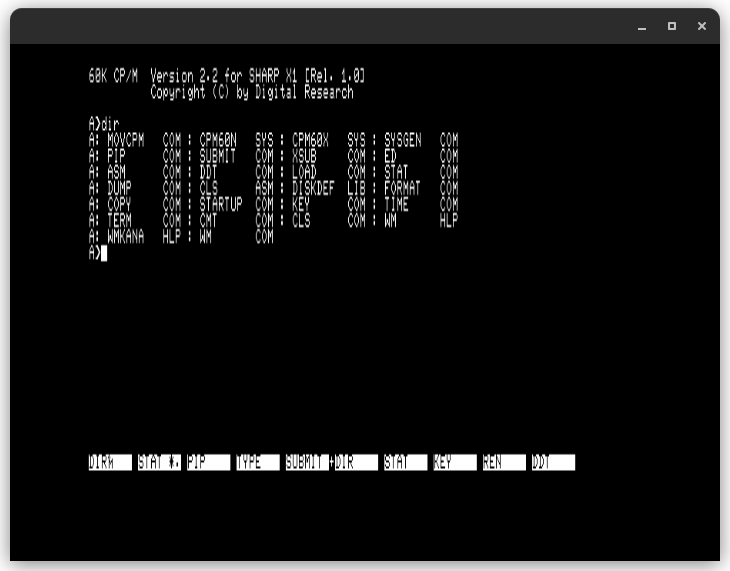 60K CP/M  Version 2.2 for SHARP X1 [Rel. 1.0]
Copyright (C) by Digital Research
A>dir
A: MOVCPM   COM : CPM60N   SYS : CPM60X   SYS : SYSGEN   COM
A: PIP      COM : SUBMIT   COM : XSUB     COM : ED       COM
A: ASM      COM : DDT      COM : LOAD     COM : STAT     COM
A: DUMP     COM : CLS      ASM : DISKDEF  LIB : FORMAT   COM
A: COPY     COM : STARTUP  COM : KEY      COM : TIME     COM
A: TERM     COM : CMT      COM : CLS      COM : WM       HLP
A: WMKANA   HLP : WM       COM
A>
DIR STAT *. PIP TYPE SUBMIT +DIR STAT KEY REN DDT